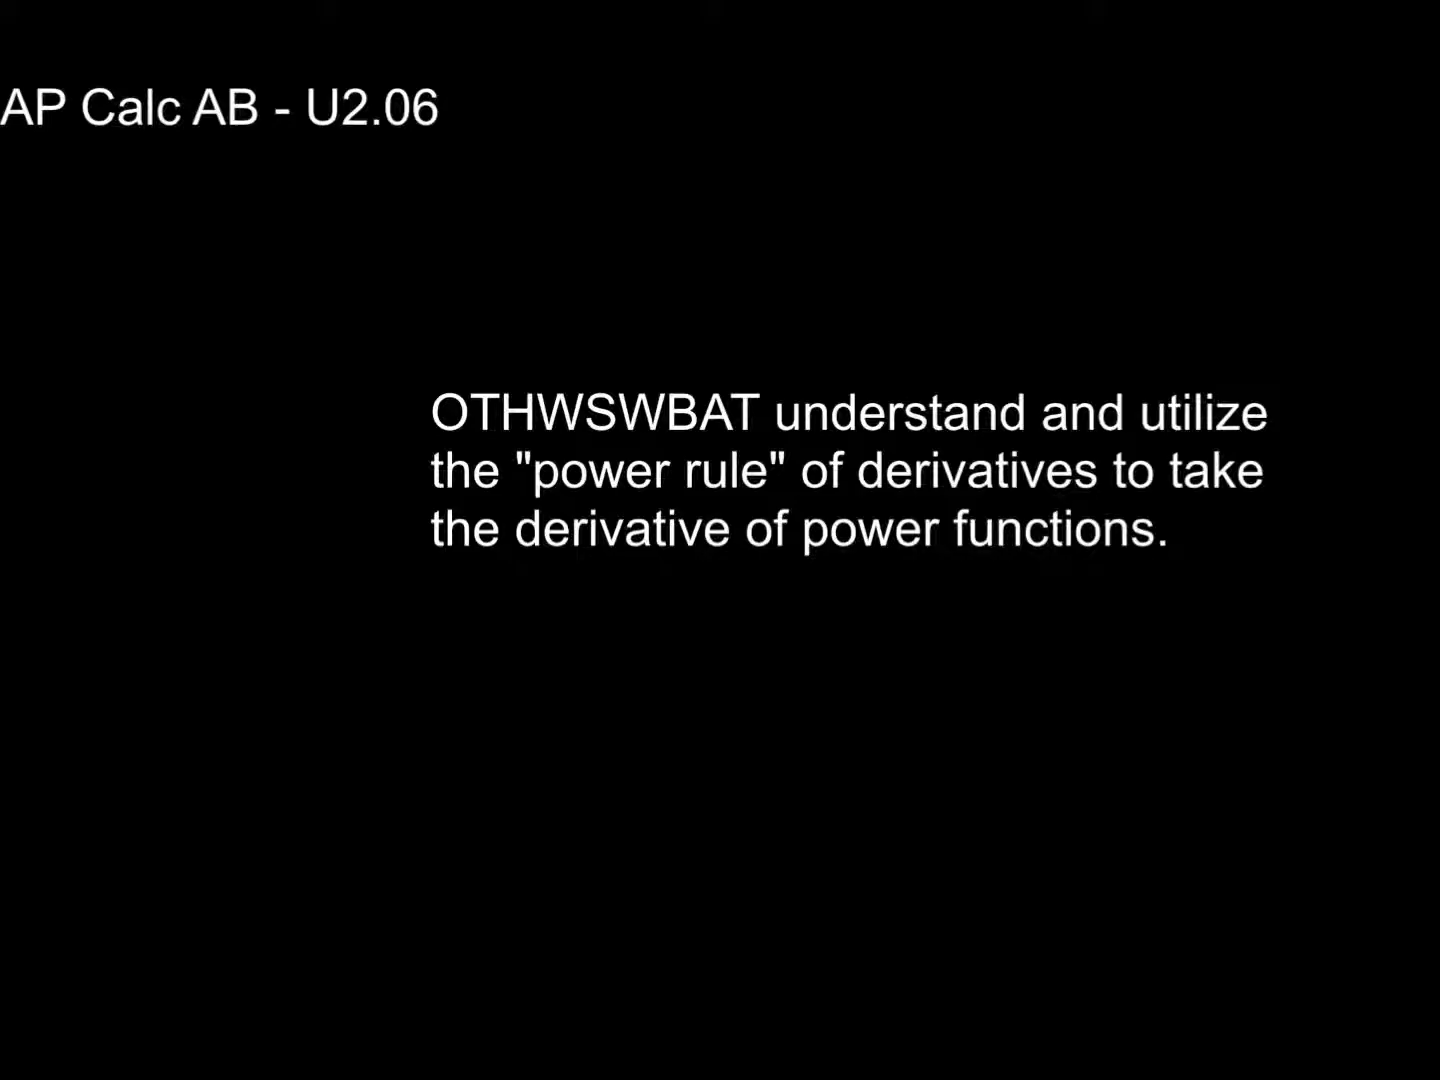 AP Calc AB - U2.06
OTHWSWBAT understand and utilize
the "power rule" of derivatives to take
the derivative of power functions.